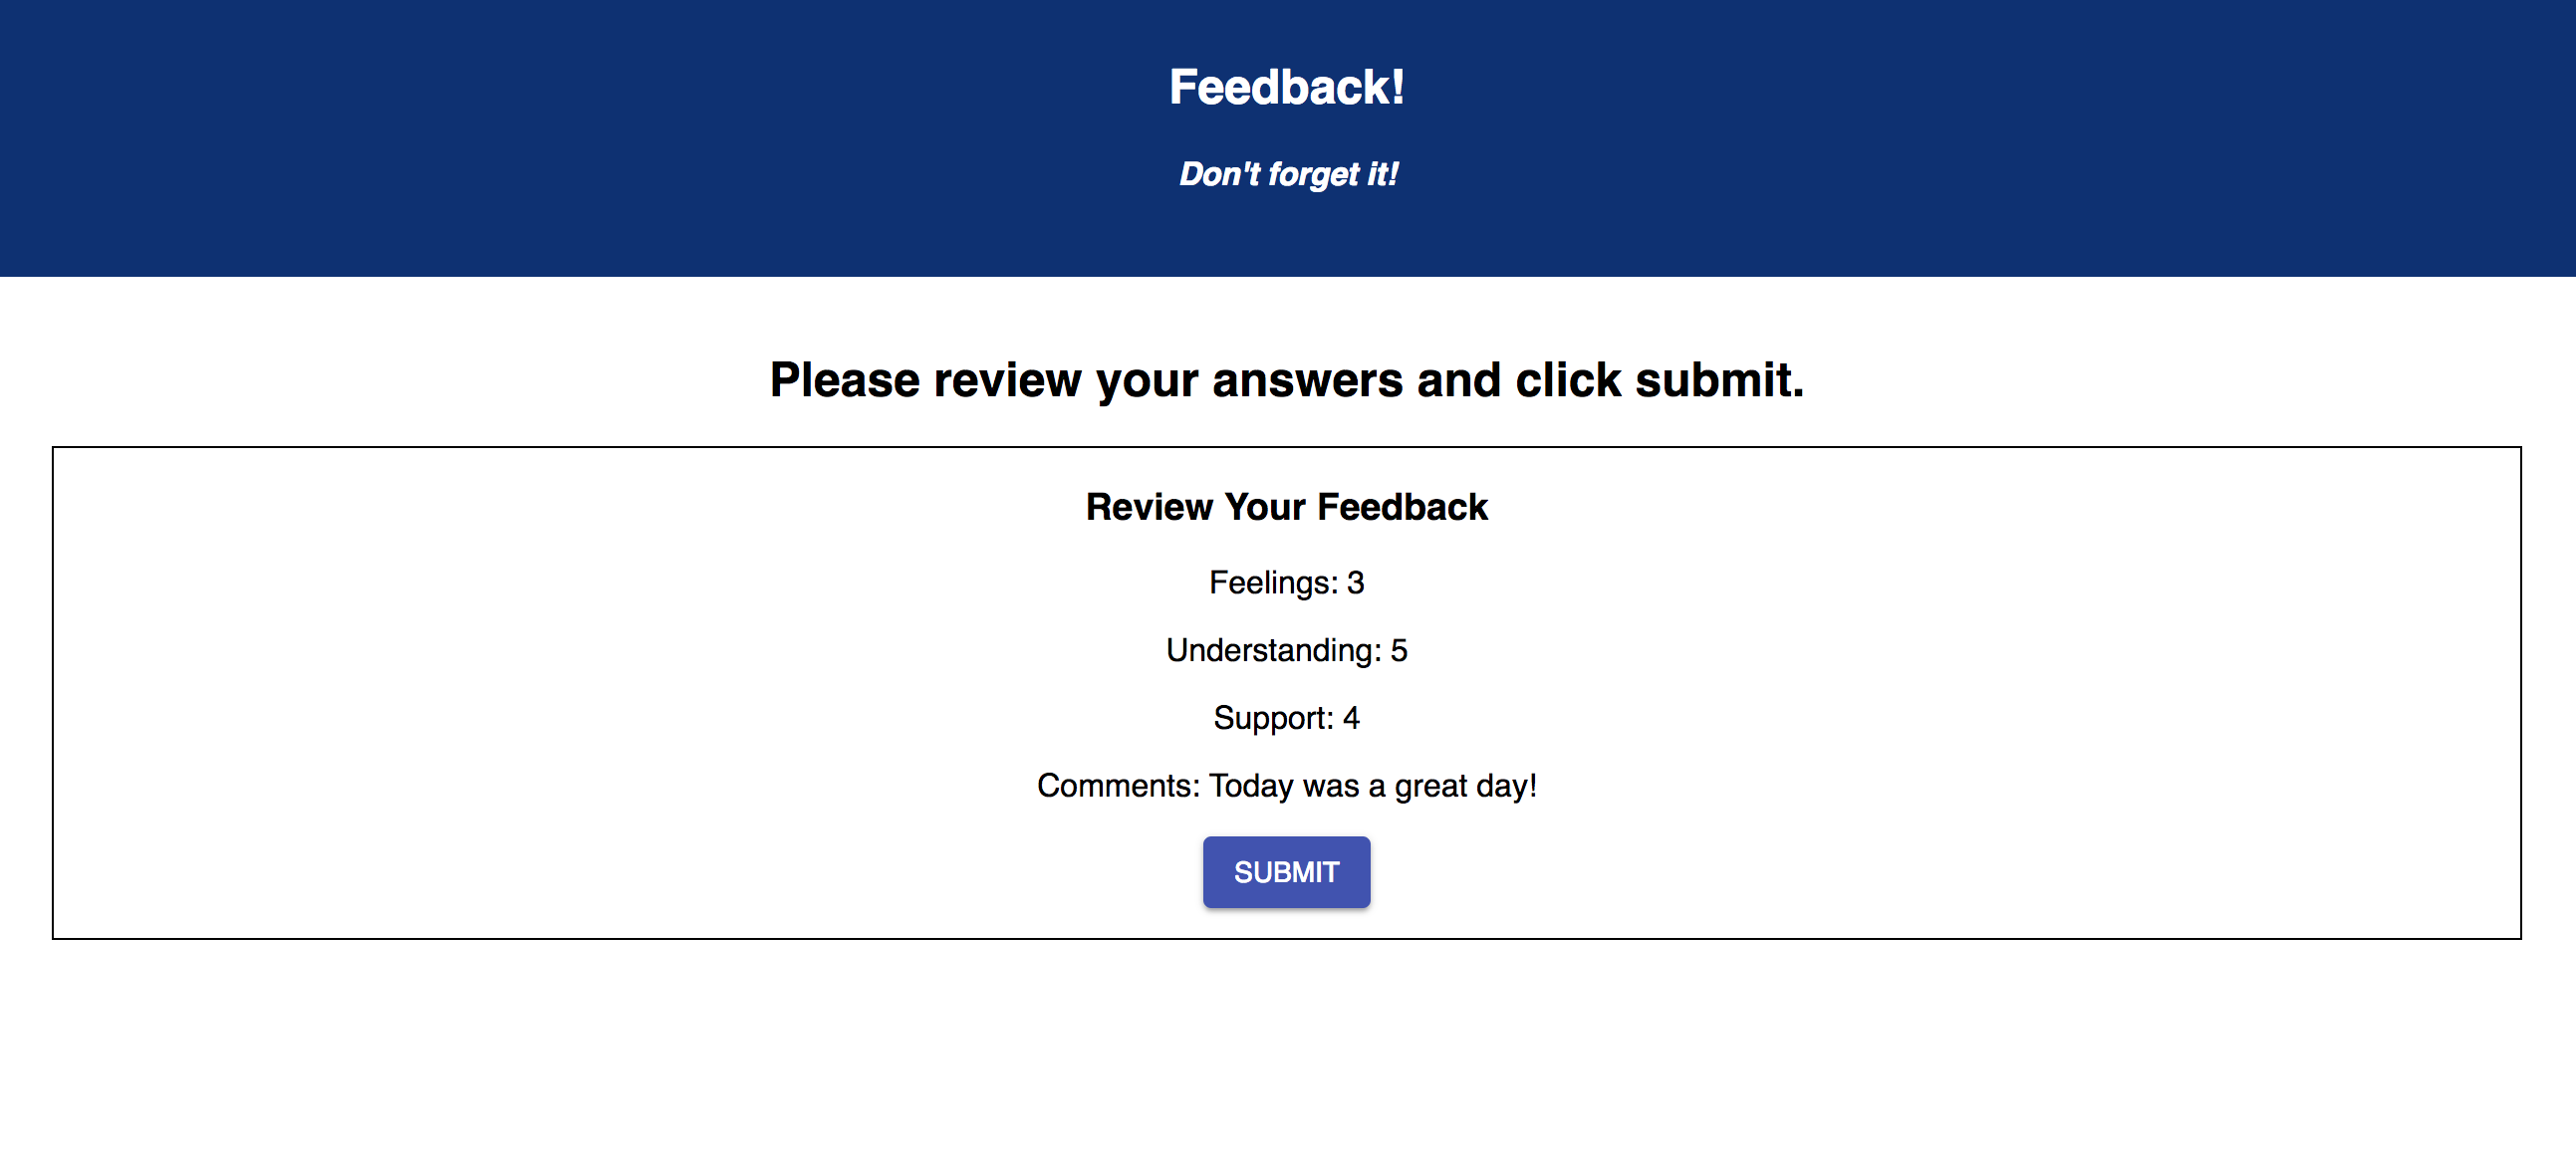 Feedback!
Don't forget it!
Please review your answers and click submit.
Review Your Feedback
Feelings: 3
Understanding: 5
Support: 4
Comments: Today was a great day!
SUBMIT